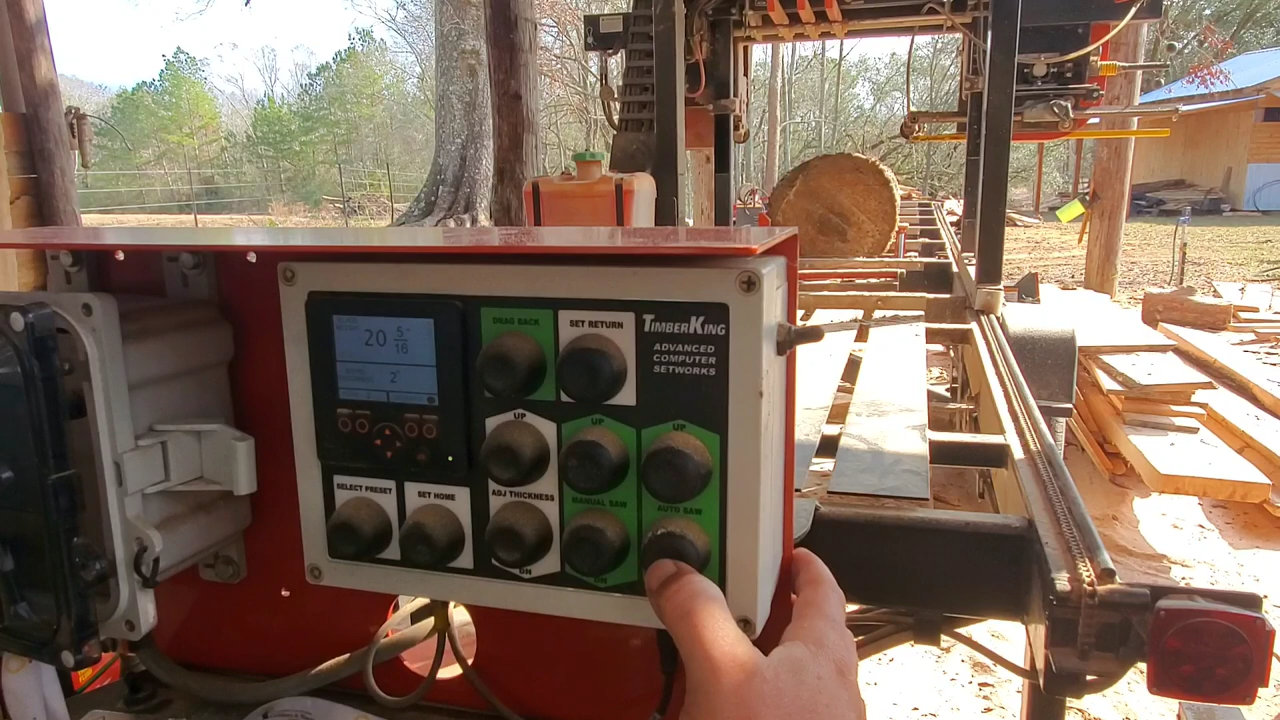 20 5"
16
2"
DRAG BACK
SET RETURN
TIMBERKING
ADVANCED
COMPUTER
SETWORKS
UP
UP
UP
SELECT PRESET
SET HOME
ADJ THICKNESS
MANUAL SAW
AUTO SAW
DN
DN